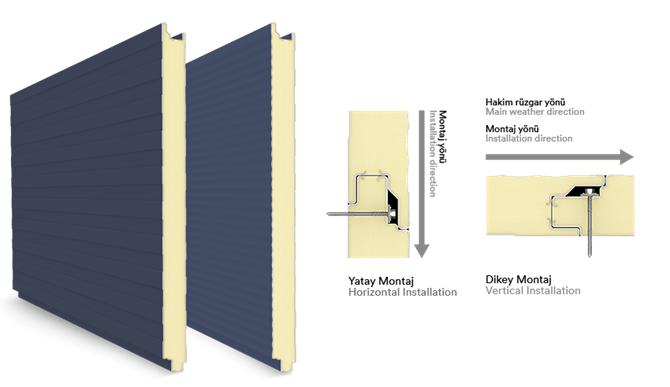 Hakim rüzgar yönü
Main weather direction
Montaj yönü
Installation direction
Montaj yönü
Installation direction
Yatay Montaj
Horizontal Installation
Dikey Montaj
Vertical Installation